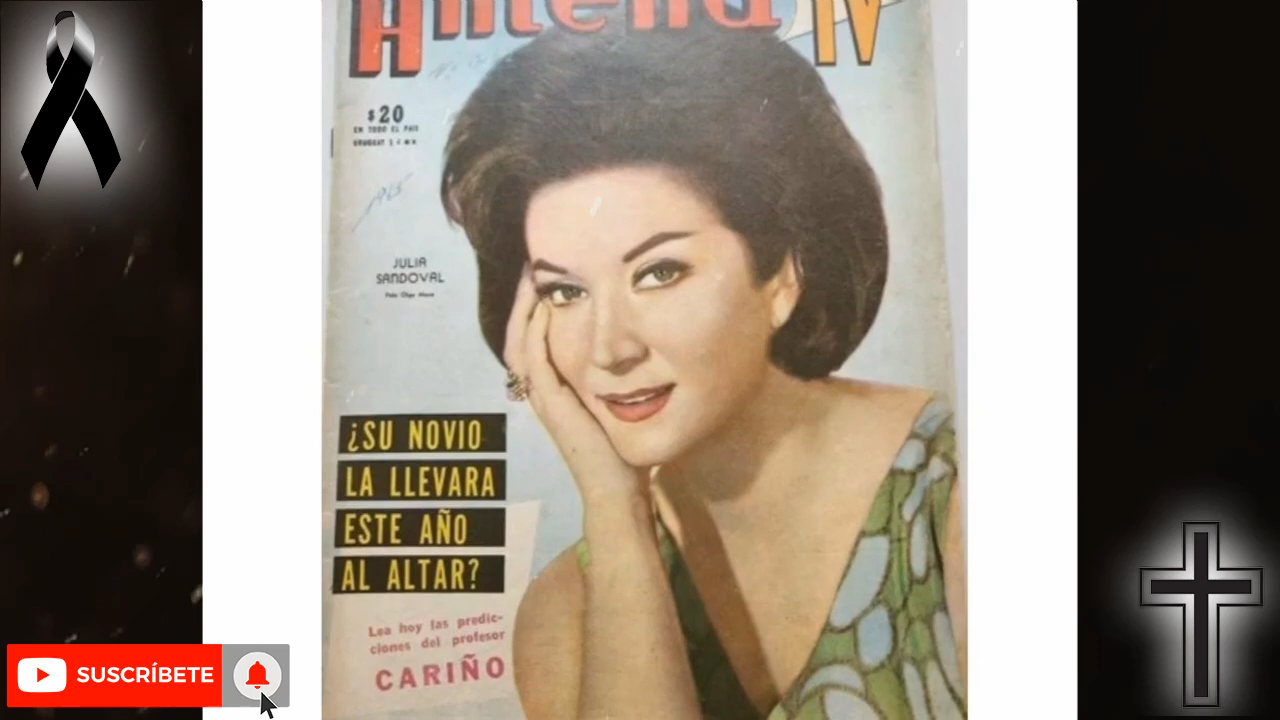 Antena TV
$20
EN TODO EL PAIS
JULIA
SANDOVAL
¿SU NOVIO
LA LLEVARA
ESTE AÑO
AL ALTAR?
Lea hoy las predic-
ciones del profesor
CARIÑO
SUSCRÍBETE